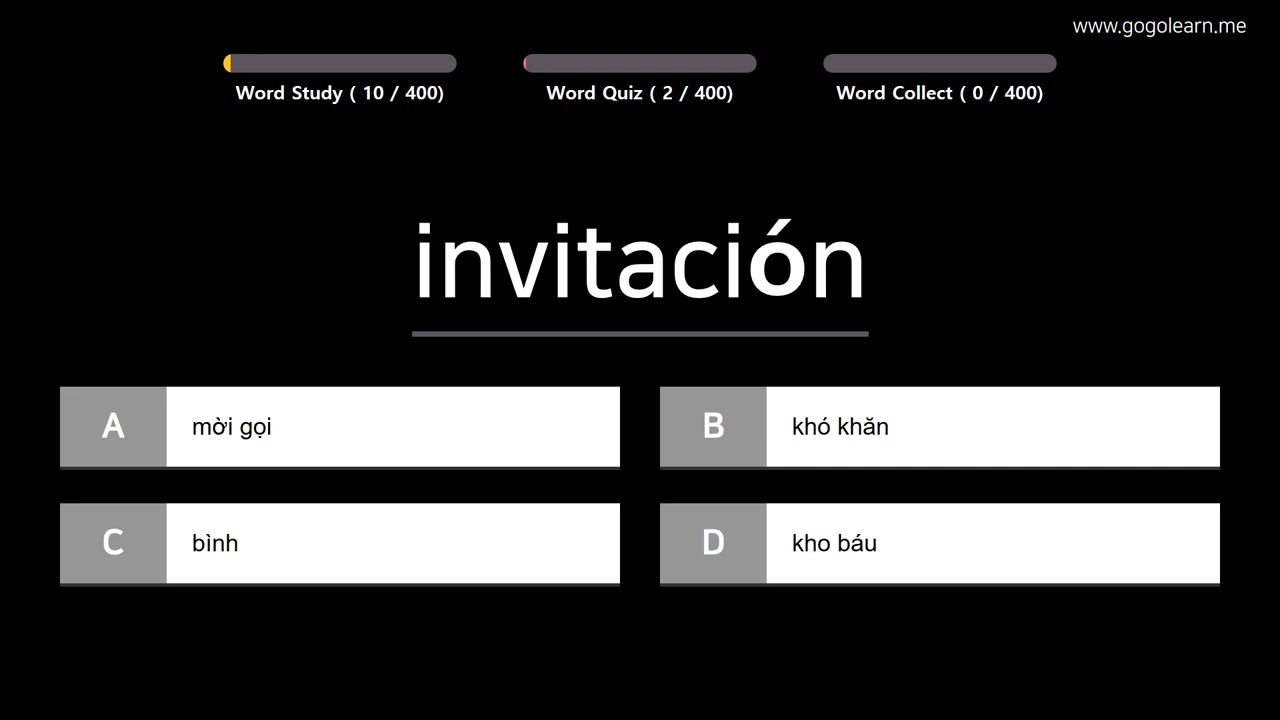 www.gogolearn.me
Word Study ( 10 / 400)
Word Quiz ( 2 / 400)
Word Collect ( 0 / 400)
invitación
A mời gọi
B khó khăn
C bình
D kho báu